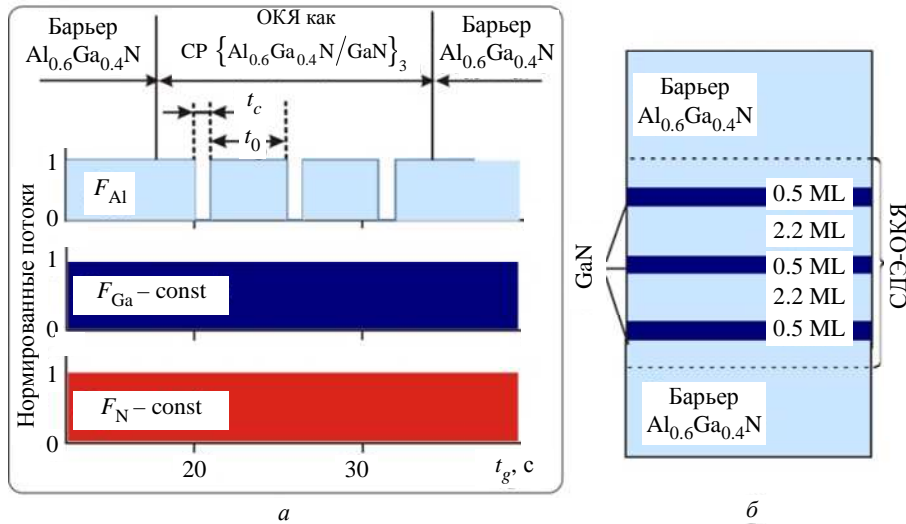 Барьер
Al0.6Ga0.4N
ОКЯ как
СР {Al0.6Ga0.4N/GaN}3
Барьер
Al0.6Ga0.4N
tc
t0
Нормированные потоки
1
FAl
0
1
FGa – const
0
1
FN – const
0
20
30
tg, с
а
Барьер
Al0.6Ga0.4N
GaN
0.5 ML
2.2 ML
0.5 ML
2.2 ML
0.5 ML
СПЭ-ОКЯ
Барьер
Al0.6Ga0.4N
б